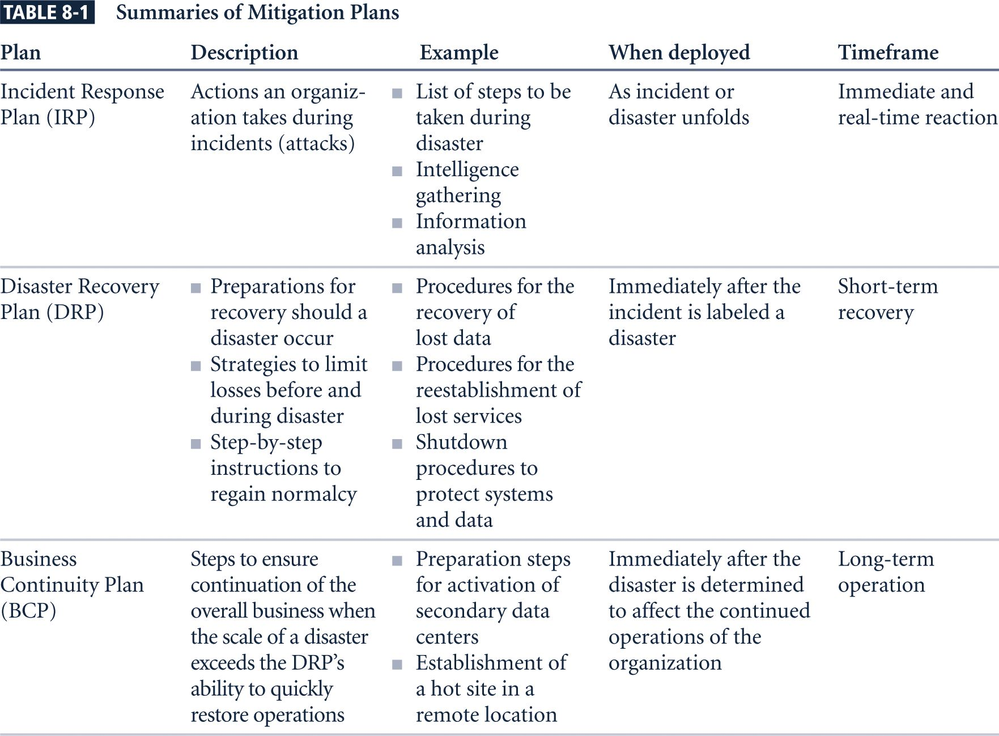 TABLE 8-1 Summaries of Mitigation Plans
Plan Description Example When deployed Timeframe
Incident Response
Plan (IRP)
Actions an organiz-
ation takes during
incidents (attacks)
■ List of steps to be
taken during
disaster
■ Intelligence
gathering
■ Information
analysis
As incident or
disaster unfolds
Immediate and
real-time reaction
Disaster Recovery
Plan (DRP)
■ Preparations for
recovery should a
disaster occur
■ Strategies to limit
losses before and
during disaster
■ Step-by-step
instructions to
regain normalcy
■ Procedures for the
recovery of
lost data
■ Procedures for the
reestablishment of
lost services
■ Shutdown
procedures to
protect systems
and data
Immediately after the
incident is labeled a
disaster
Short-term
recovery
Business
Continuity Plan
(BCP)
Steps to ensure
continuation of the
overall business when
the scale of a disaster
exceeds the DRP’s
ability to quickly
restore operations
■ Preparation steps
for activation of
secondary data
centers
■ Establishment of
a hot site in a
remote location
Immediately after the
disaster is determined
to affect the continued
operations of the
organization
Long-term
operation